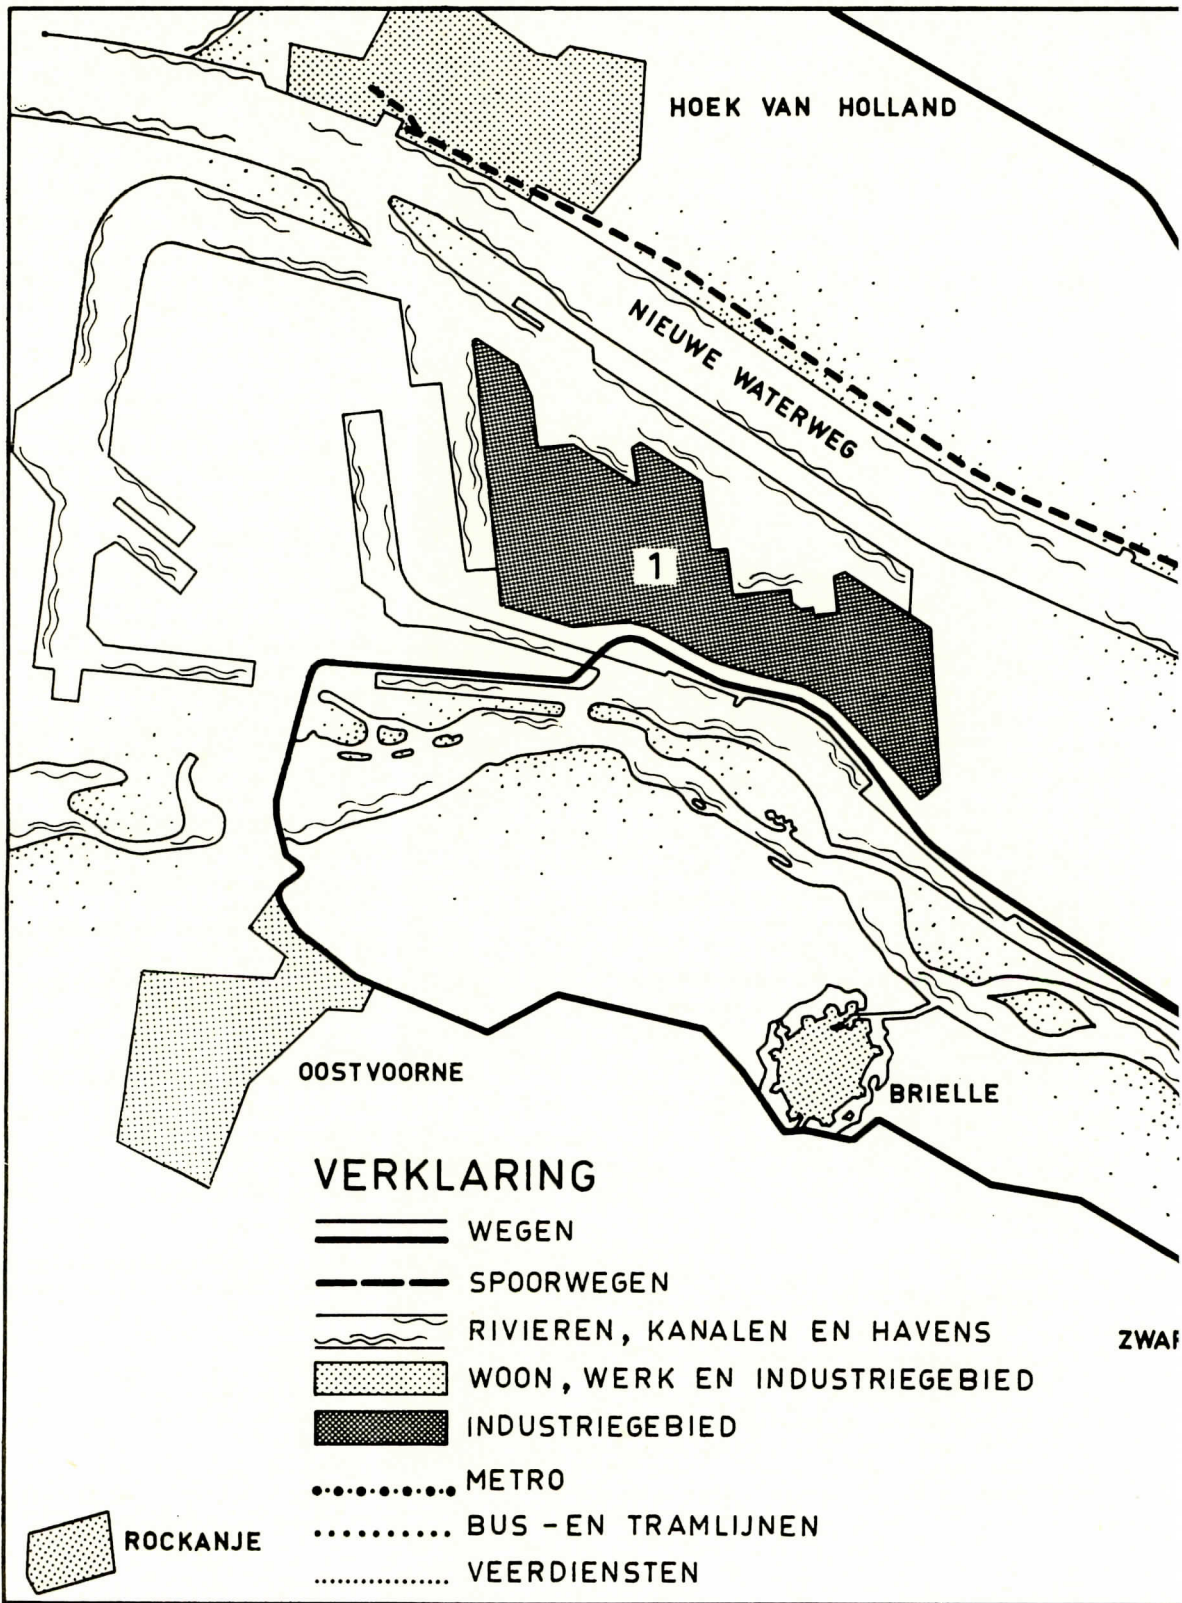 HOEK VAN HOLLAND
NIEUWE WATERWEG
1
OOSTVOORNE
BRIELLE
VERKLARING
WEGEN
SPOORWEGEN
RIVIEREN, KANALEN EN HAVENS
ZWAR
WOON, WERK EN INDUSTRIEGEBIED
INDUSTRIEGEBIED
METRO
BUS-EN TRAMLIJNEN
VEERDIENSTEN
ROCKANJE